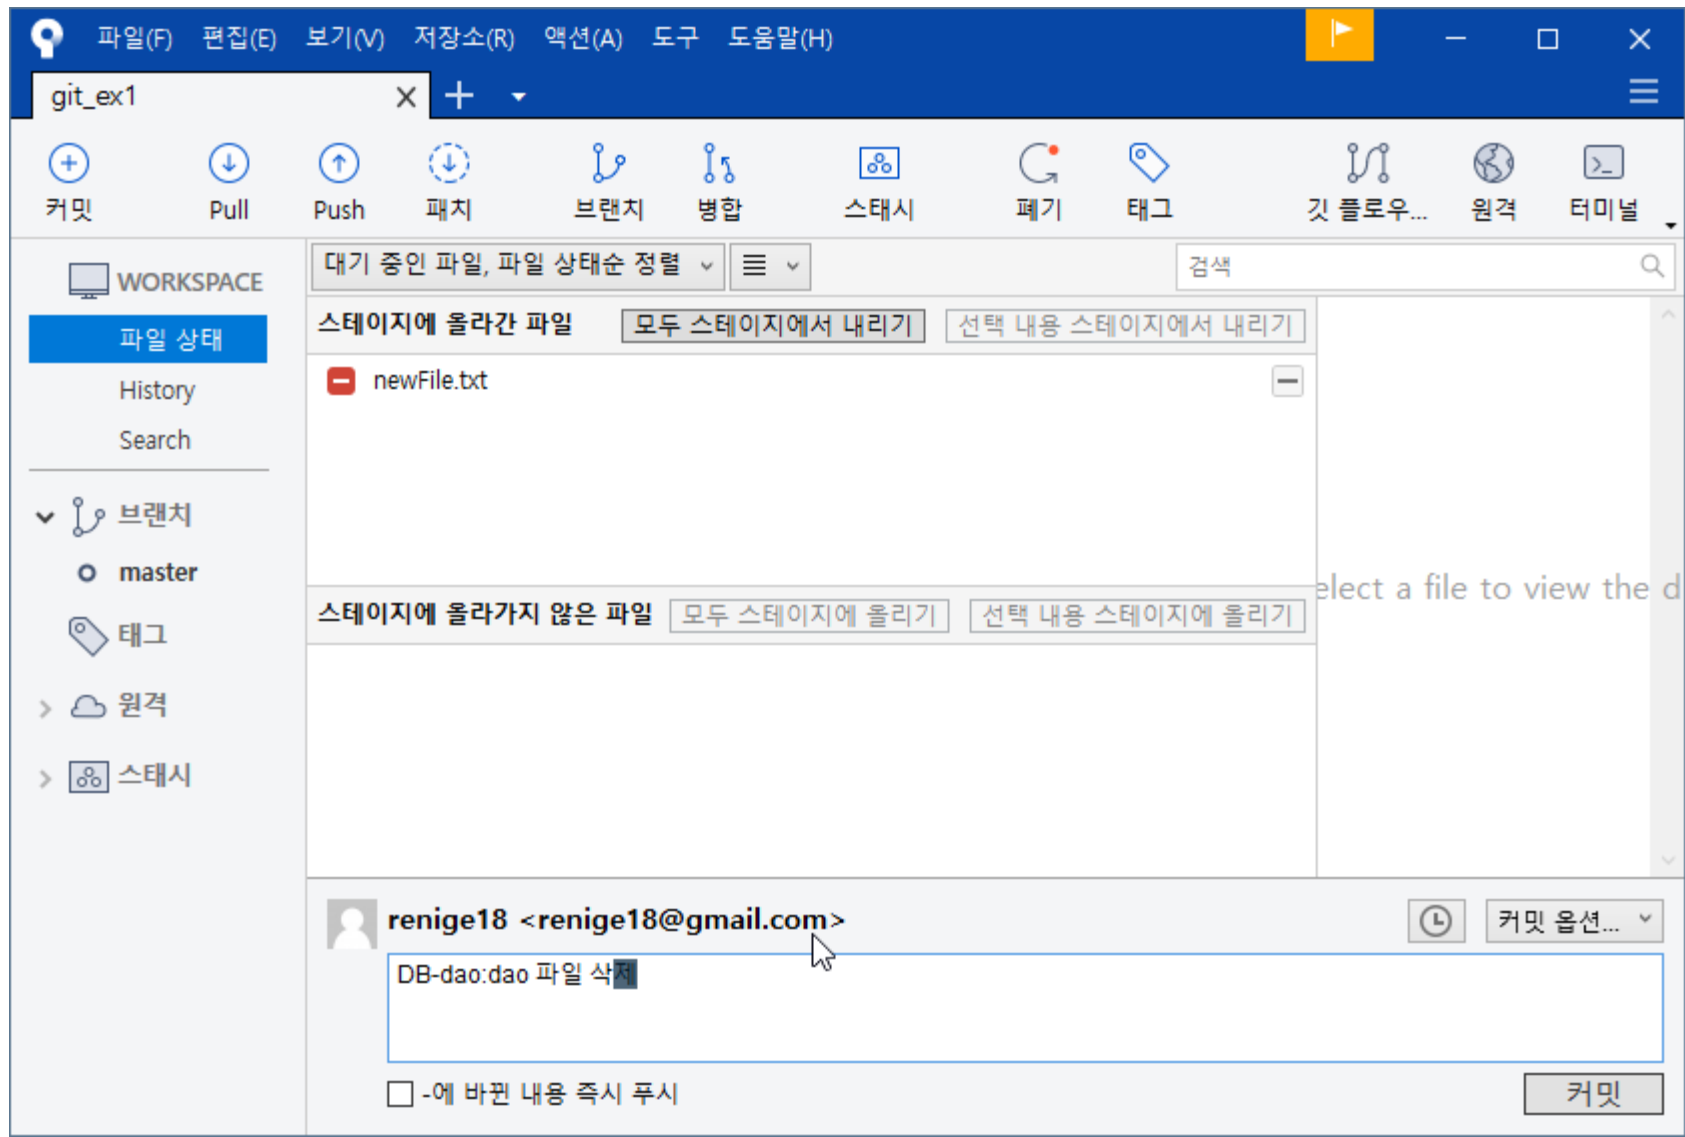 파일(F) 편집(E) 보기(V) 저장소(R) 액션(A) 도구 도움말(H)
git_ex1
커밋 Pull Push 패치 브랜치 병합 스태시 폐기 태그 깃 플로우... 원격 터미널
WORKSPACE
파일 상태
History
Search
브랜치
master
태그
원격
스태시
대기 중인 파일, 파일 상태순 정렬
검색
스테이지에 올라간 파일 모두 스테이지에서 내리기 선택 내용 스테이지에서 내리기
newFile.txt
스테이지에 올라가지 않은 파일 모두 스테이지에 올리기 선택 내용 스테이지에 올리기
elect a file to view the d
renige18 <renige18@gmail.com>
커밋 옵션...
DB-dao:dao 파일 삭제
-에 바뀐 내용 즉시 푸시
커밋